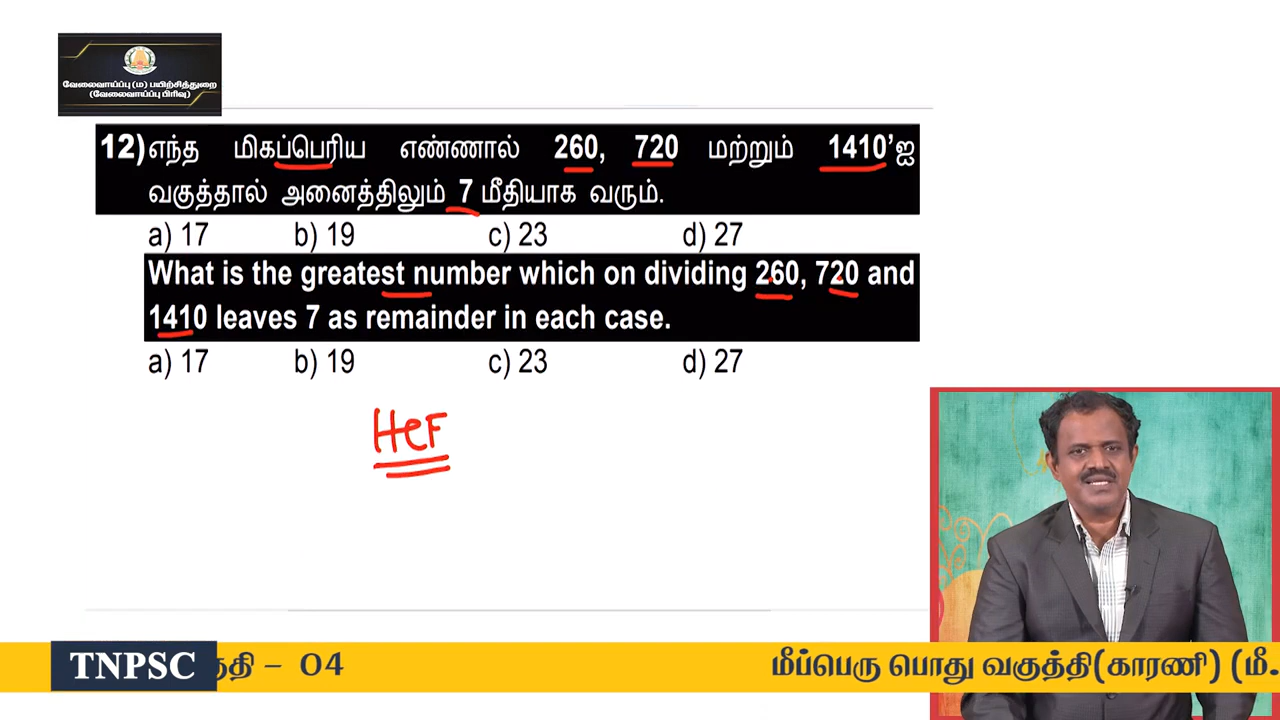 வேலைவாய்ப்பு (ம) பயிற்சித்துறை
(வேலைவாய்ப்பு பிரிவு)
12)எந்த மிகப்பெரிய எண்ணால் 260, 720 மற்றும் 1410'ஐ
வகுத்தால் அனைத்திலும் 7 மீதியாக வரும்.
a) 17 b) 19 c) 23 d) 27
What is the greatest number which on dividing 260, 720 and
1410 leaves 7 as remainder in each case.
a) 17 b) 19 c) 23 d) 27
HCF
TNPSC தி – 04 மீப்பெரு பொது வகுத்தி(காரணி) (மீ.